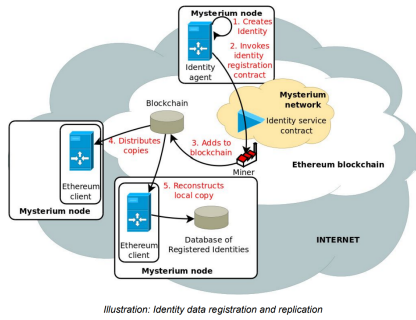 Mysterium node
1. Creates
Identity
2. Invokes
identity
registration
contract
Identity
agent
Mysterium
network
Identity service
contract
Blockchain
4. Distributes
copies
3. Adds to
blockchain
Miner
Ethereum blockchain
Ethereum
client
Mysterium node
5. Reconstructs
local copy
Ethereum
client
Database of
Registered Identities
Mysterium node
INTERNET
Illustration: Identity data registration and replication